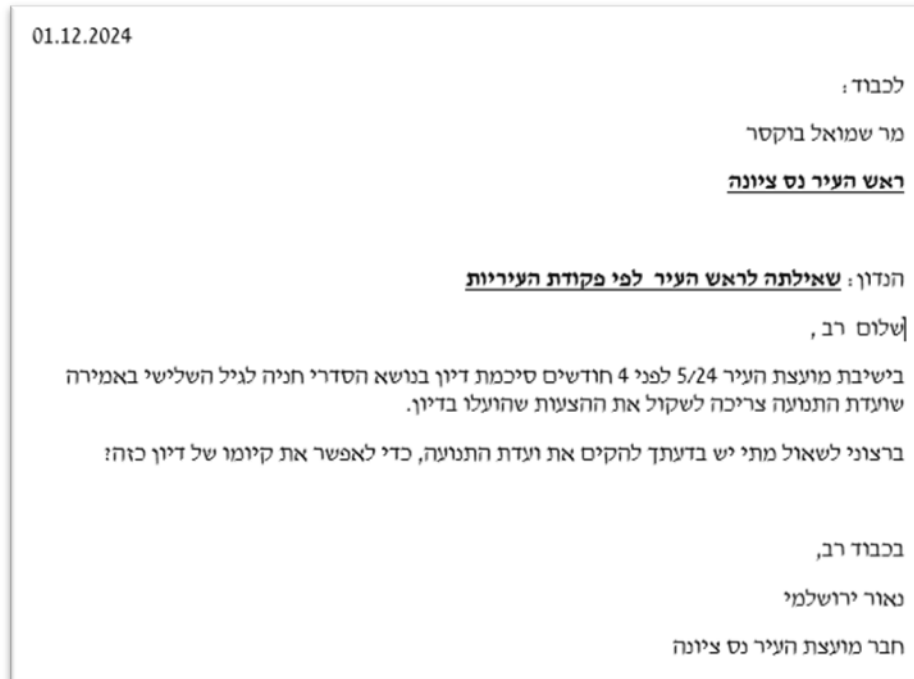 01.12.2024
לכבוד:
מר שמואל בוקסר
ראש העיר נס ציונה
הנדון: שאילתה לראש העיר לפי פקודת העיריות
שלום רב,
בישיבת מועצת העיר 5/24 לפני 4 חודשים סיכמת דיון בנושא הסדרי חניה לגיל השלישי באמירה
שועדת התנועה צריכה לשקול את ההצעות שהועלו בדיון.
ברצוני לשאול מתי יש בדעתך להקים את ועדת התנועה, כדי לאפשר את קיומו של דיון כזה?
בכבוד רב,
נאור ירושלמי
חבר מועצת העיר נס ציונה